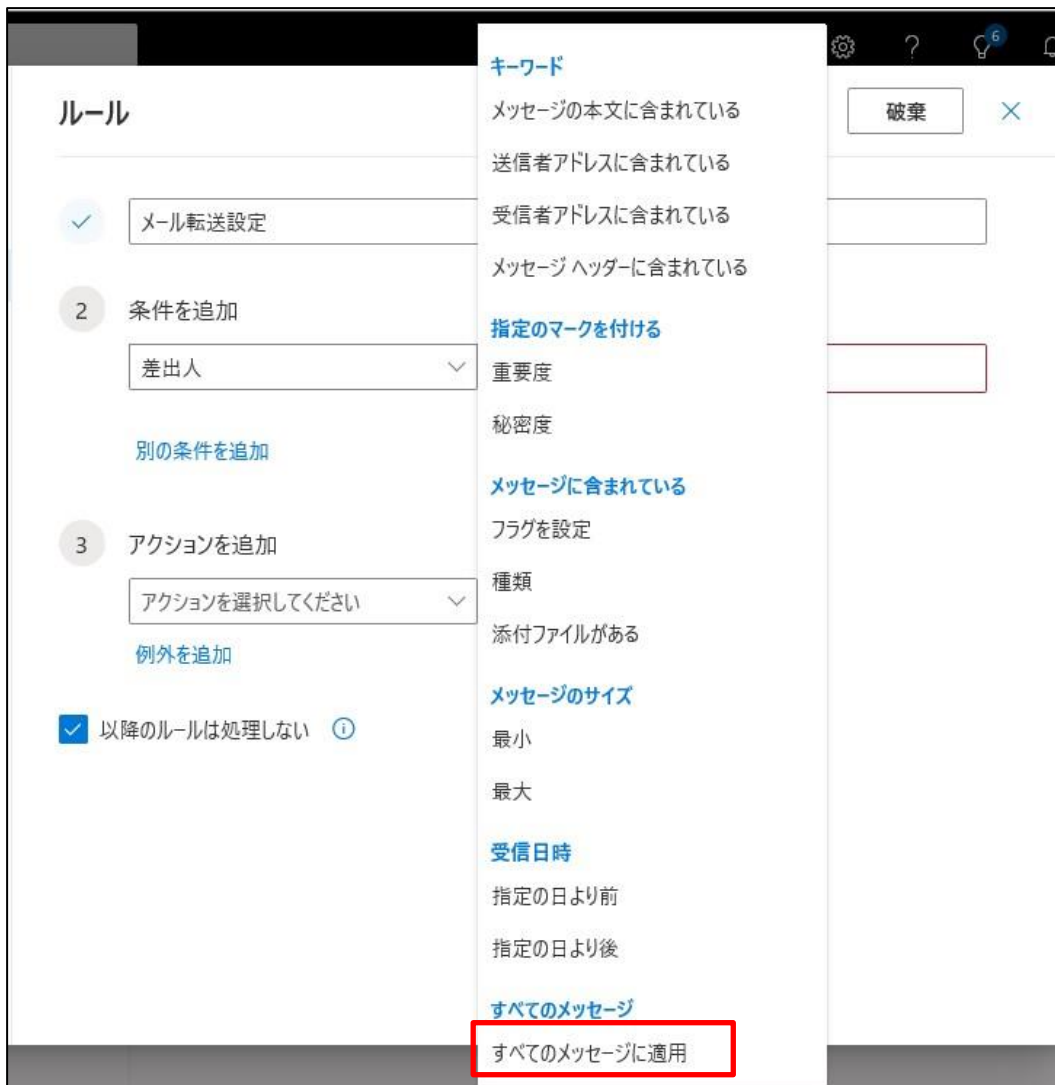 6
ルール
破棄
メール転送設定
2
条件を追加
差出人
別の条件を追加
3
アクションを追加
アクションを選択してください
例外を追加
以降のルールは処理しない
キーワード
メッセージの本文に含まれている
送信者アドレスに含まれている
受信者アドレスに含まれている
メッセージ ヘッダーに含まれている
指定のマークを付ける
重要度
秘密度
メッセージに含まれている
フラグを設定
種類
添付ファイルがある
メッセージのサイズ
最小
最大
受信日時
指定の日より前
指定の日より後
すべてのメッセージ
すべてのメッセージに適用